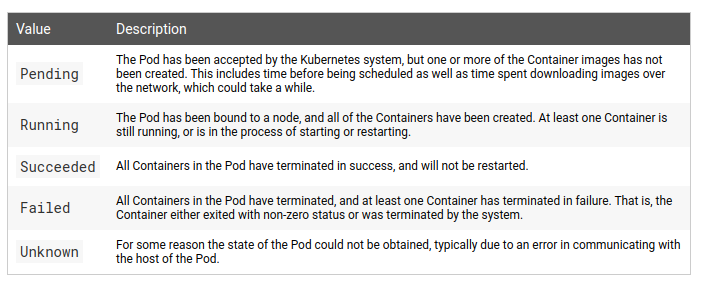 Value Description
Pending The Pod has been accepted by the Kubernetes system, but one or more of the Container images has not
been created. This includes time before being scheduled as well as time spent downloading images over
the network, which could take a while.
Running The Pod has been bound to a node, and all of the Containers have been created. At least one Container is
still running, or is in the process of starting or restarting.
Succeeded All Containers in the Pod have terminated in success, and will not be restarted.
Failed All Containers in the Pod have terminated, and at least one Container has terminated in failure. That is, the
Container either exited with non-zero status or was terminated by the system.
Unknown For some reason the state of the Pod could not be obtained, typically due to an error in communicating with
the host of the Pod.